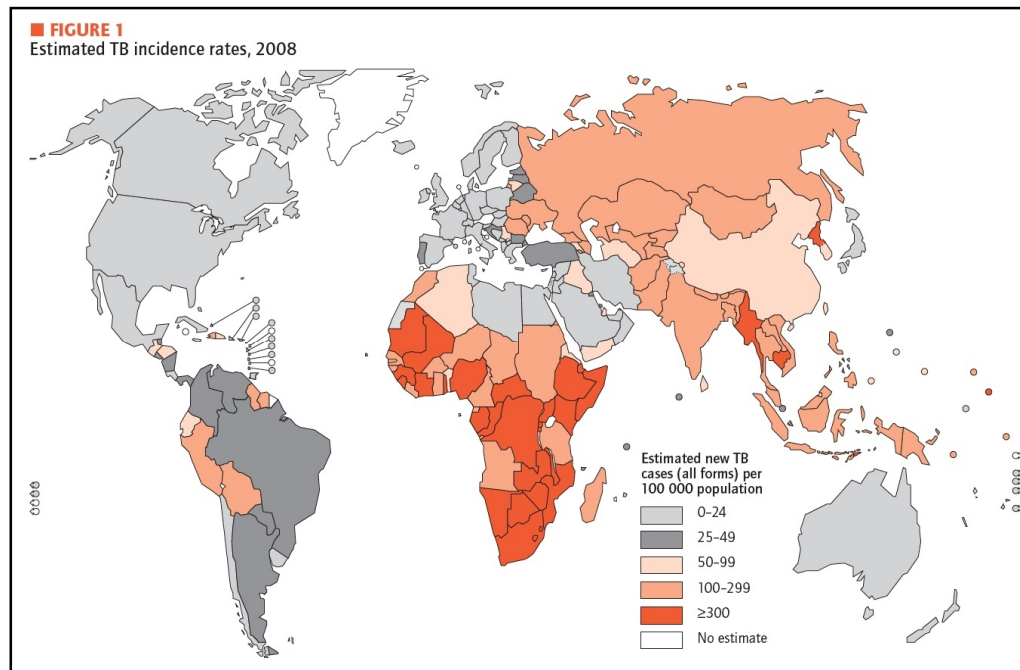 FIGURE 1
Estimated TB incidence rates, 2008
Estimated new TB
cases (all forms) per
100 000 population
0–24
25–49
50–99
100–299
≥300
No estimate